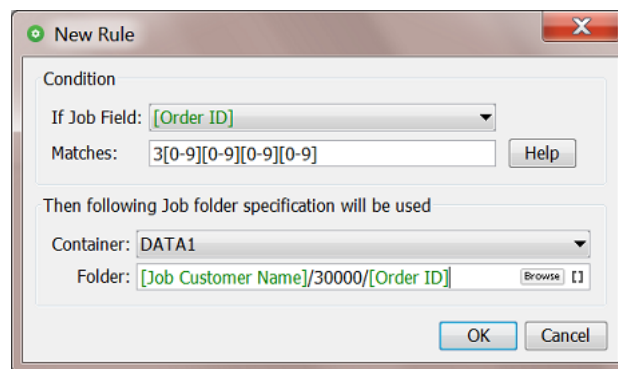 New Rule
Condition
If Job Field: [Order ID]
Matches: 3[0-9][0-9][0-9][0-9] Help
Then following Job folder specification will be used
Container: DATA1
Folder: [Job Customer Name]/30000/[Order ID] Browse []
OK Cancel